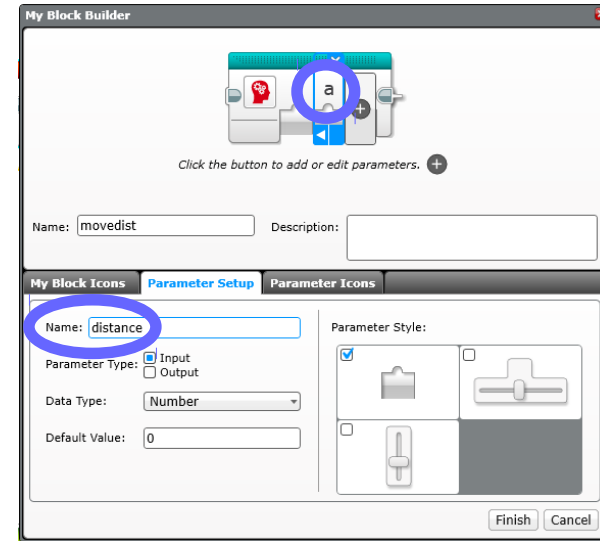 My Block Builder
a
Click the button to add or edit parameters.
Name: movedist Description:
My Block Icons Parameter Setup Parameter Icons
Name: distance Parameter Style:
Parameter Type: Input
Output
Data Type: Number
Default Value: 0
Finish Cancel